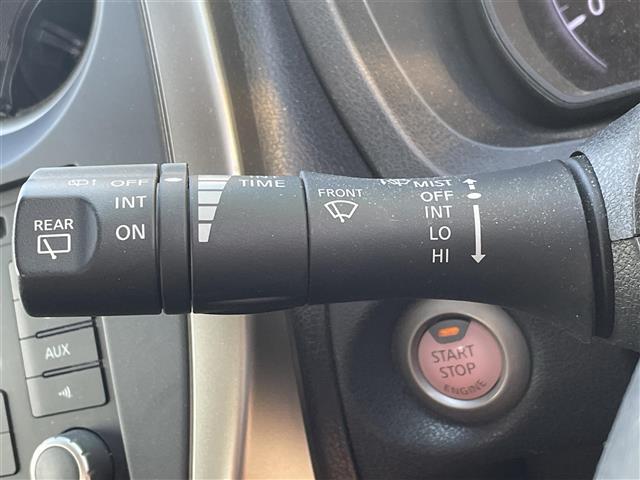 REAR
OFF
INT
ON
TIME
FRONT
MIST
OFF
INT
LO
HI
AUX
START
STOP
ENGINE